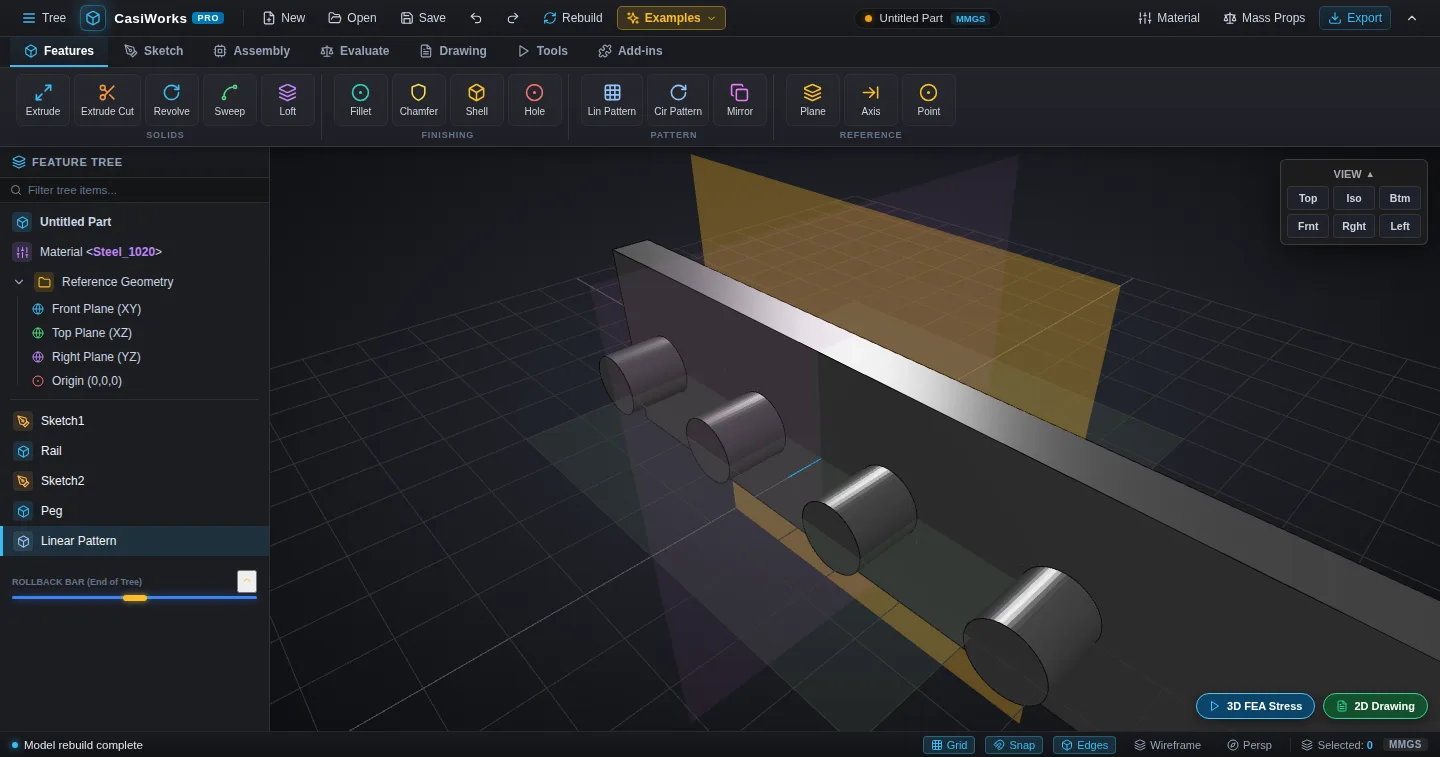 Tree CasiWorks PRO New Open Save Rebuild Examples Untitled Part MMGS Material Mass Props Export
Features Sketch Assembly Evaluate Drawing Tools Add-ins
Extrude Extrude Cut Revolve Sweep Loft Fillet Chamfer Shell Hole Lin Pattern Cir Pattern Mirror Plane Axis Point
SOLIDS FINISHING PATTERN REFERENCE
FEATURE TREE
Filter tree items...
Untitled Part
Material <Steel_1020>
Reference Geometry
Front Plane (XY)
Top Plane (XZ)
Right Plane (YZ)
Origin (0,0,0)
Sketch1
Rail
Sketch2
Peg
Linear Pattern
ROLLBACK BAR (End of Tree)
VIEW ▲
Top Iso Btm
Frnt Rght Left
3D FEA Stress 2D Drawing
Model rebuild complete Grid Snap Edges Wireframe Persp Selected: 0 MMGS